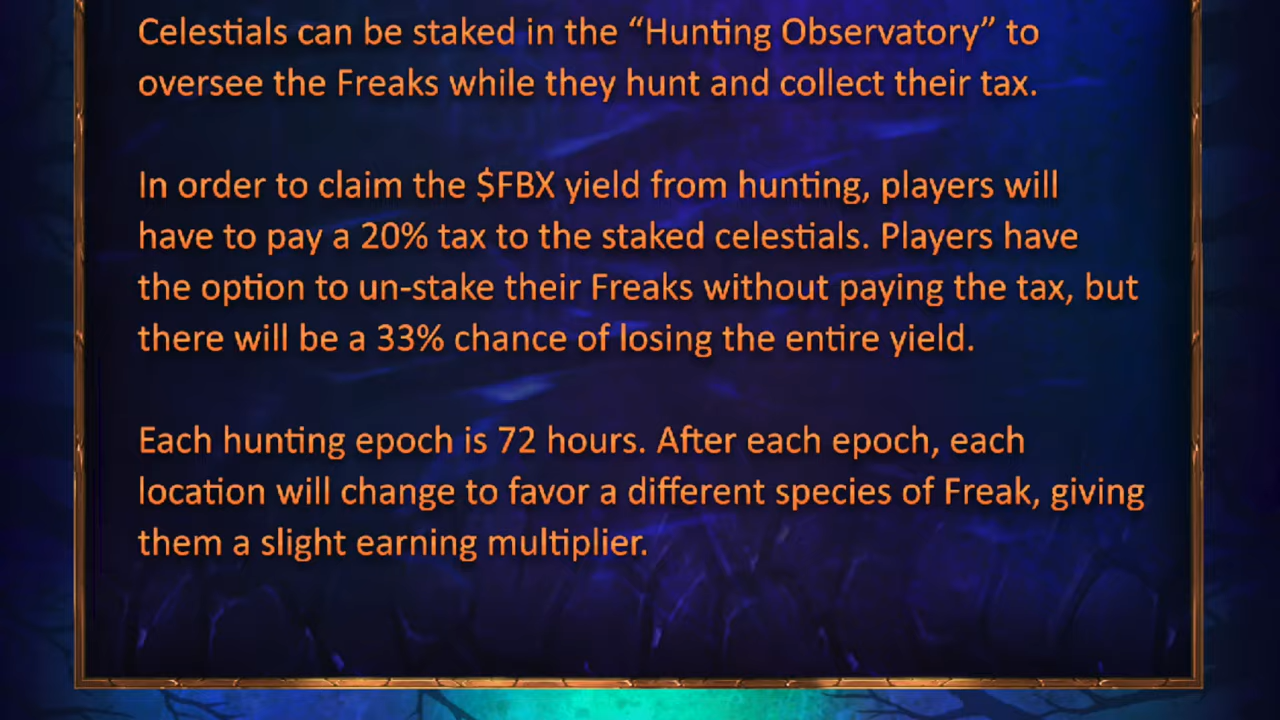 Celestials can be staked in the “Hunting Observatory” to
oversee the Freaks while they hunt and collect their tax.
In order to claim the $FBX yield from hunting, players will
have to pay a 20% tax to the staked celestials. Players have
the option to un-stake their Freaks without paying the tax, but
there will be a 33% chance of losing the entire yield.
Each hunting epoch is 72 hours. After each epoch, each
location will change to favor a different species of Freak, giving
them a slight earning multiplier.